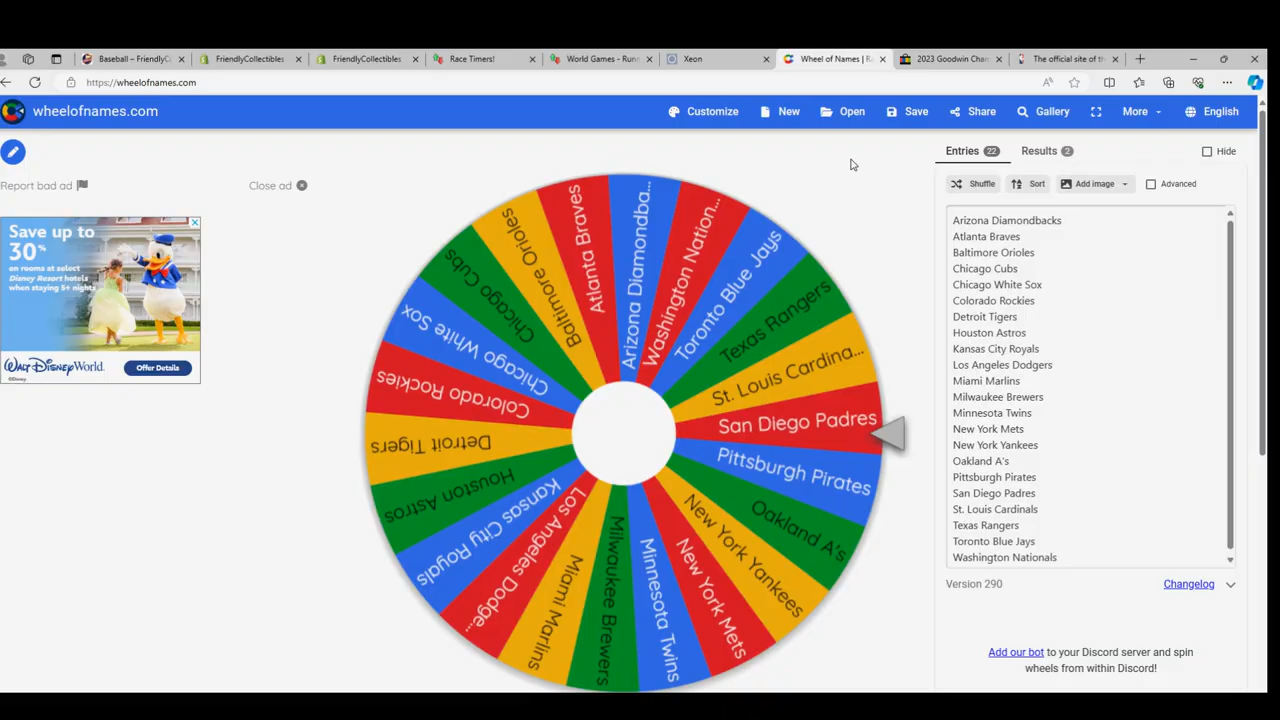 Baseball – FriendlyCo
FriendlyCollectibles
FriendlyCollectibles |
Race Timers!
World Games - Runn
Xeon
Wheel of Names | Ra
2023 Goodwin Cham
The official site of th
https://wheelofnames.com
wheelofnames.com
Customize
New
Open
Save
Share
Gallery
More
English
Report bad ad
Close ad
Save up to
30%
on rooms at select
Disney Resort hotels
when staying 5+ nights
WALT DISNEY WORLD.
Offer Details
©Disney
Arizona Diamondba...
Washington Nation...
Toronto Blue Jays
Texas Rangers
St. Louis Cardina...
San Diego Padres
Pittsburgh Pirates
Oakland A's
New York Yankees
New York Mets
Minnesota Twins
Milwaukee Brewers
Miami Marlins
Los Angeles Dodge...
Kansas City Royals
Houston Astros
Detroit Tigers
Colorado Rockies
Chicago White Sox
Chicago Cubs
Baltimore Orioles
Atlanta Braves
Entries 22
Results 2
Hide
Shuffle
Sort
Add image
Advanced
Arizona Diamondbacks
Atlanta Braves
Baltimore Orioles
Chicago Cubs
Chicago White Sox
Colorado Rockies
Detroit Tigers
Houston Astros
Kansas City Royals
Los Angeles Dodgers
Miami Marlins
Milwaukee Brewers
Minnesota Twins
New York Mets
New York Yankees
Oakland A's
Pittsburgh Pirates
San Diego Padres
St. Louis Cardinals
Texas Rangers
Toronto Blue Jays
Washington Nationals
Version 290
Changelog
Add our bot to your Discord server and spin
wheels from within Discord!